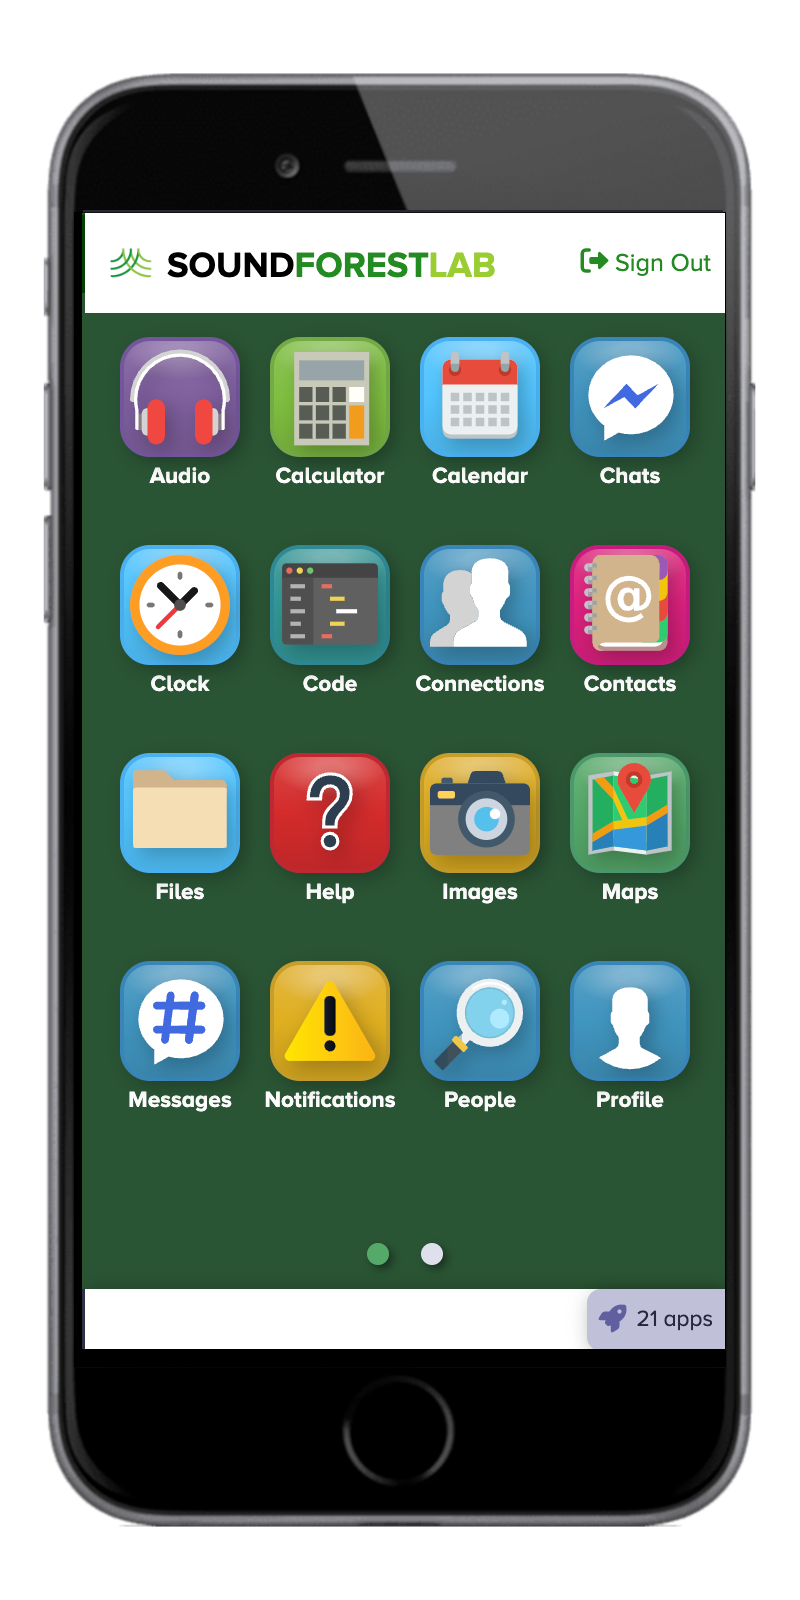 SOUNDFORESTLAB
Sign Out
Audio
Calculator
Calendar
Chats
Clock
Code
Connections
@
Contacts
Files
?
Help
Images
Maps
#
Messages
!
Notifications
People
Profile
21 apps